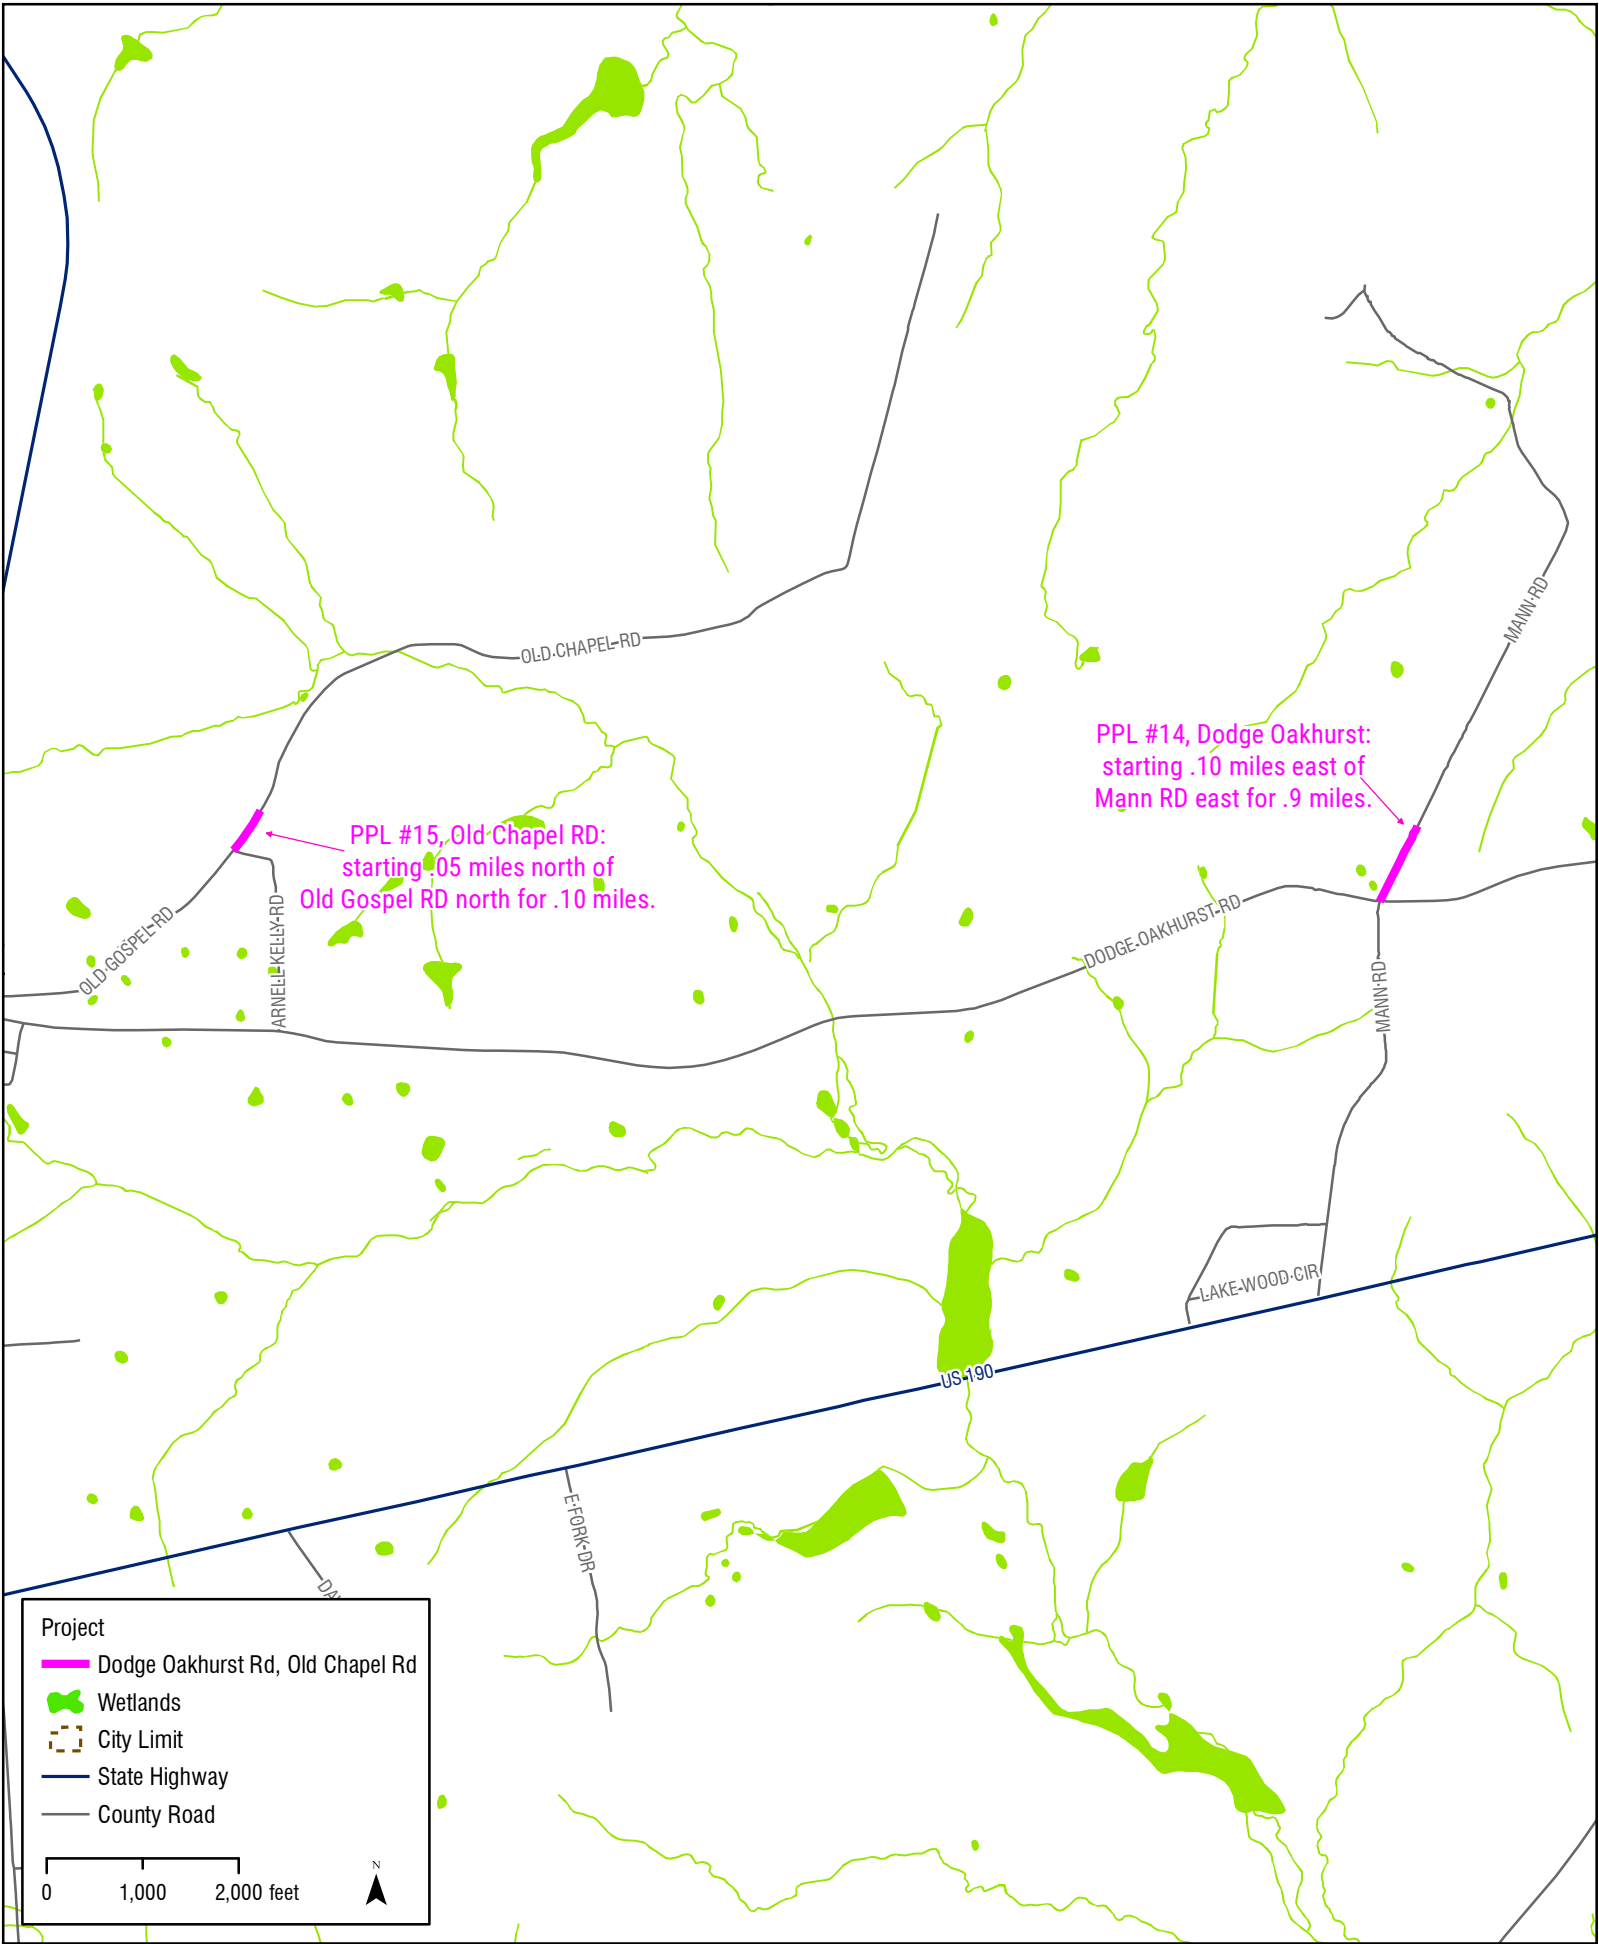 OLD CHAPEL RD
MANN RD
PPL #14, Dodge Oakhurst:
starting .10 miles east of
Mann RD east for .9 miles.
PPL #15, Old Chapel RD:
starting .05 miles north of
Old Gospel RD north for .10 miles.
OLD GOSPEL RD
ARNELL KELLY RD
DODGE OAKHURST RD
MANN RD
LAKE WOOD CIR
US 190
E FORK DR
Project
Dodge Oakhurst Rd, Old Chapel Rd
Wetlands
City Limit
State Highway
County Road
N
0 1,000 2,000 feet